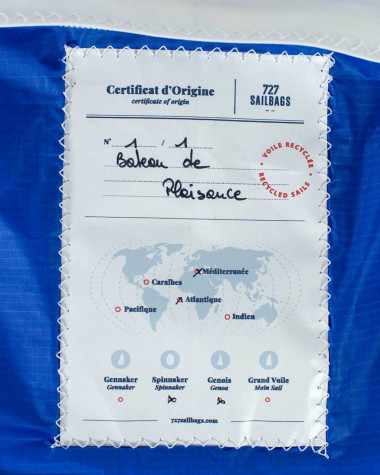 Certificat d'Origine
certificate of origin
727
SAILBAGS
N° 1 / 1
Bateau de
Plaisance
VOILE RECYCLÉE
RECYCLED SAILS
Méditerranée
Caraïbes
Atlantique
Pacifique
Indien
Gennaker Spinnaker Genois Grand Voile
Gennaker Spinnaker Genoa Main Sail
727sailbags.com